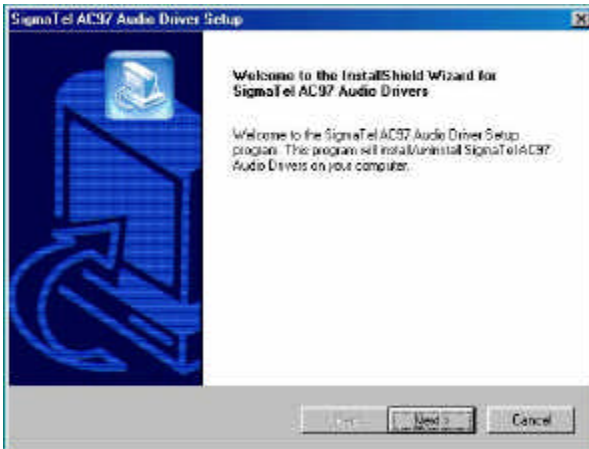 SigmaTel AC97 Audio Driver Setup
Welcome to the InstallShield Wizard for
SigmaTel AC97 Audio Drivers
Welcome to the SigmaTel AC97 Audio Driver Setup
program. This program will install/uninstall SigmaTel AC97
Audio Drivers on your computer.
Next >
Cancel